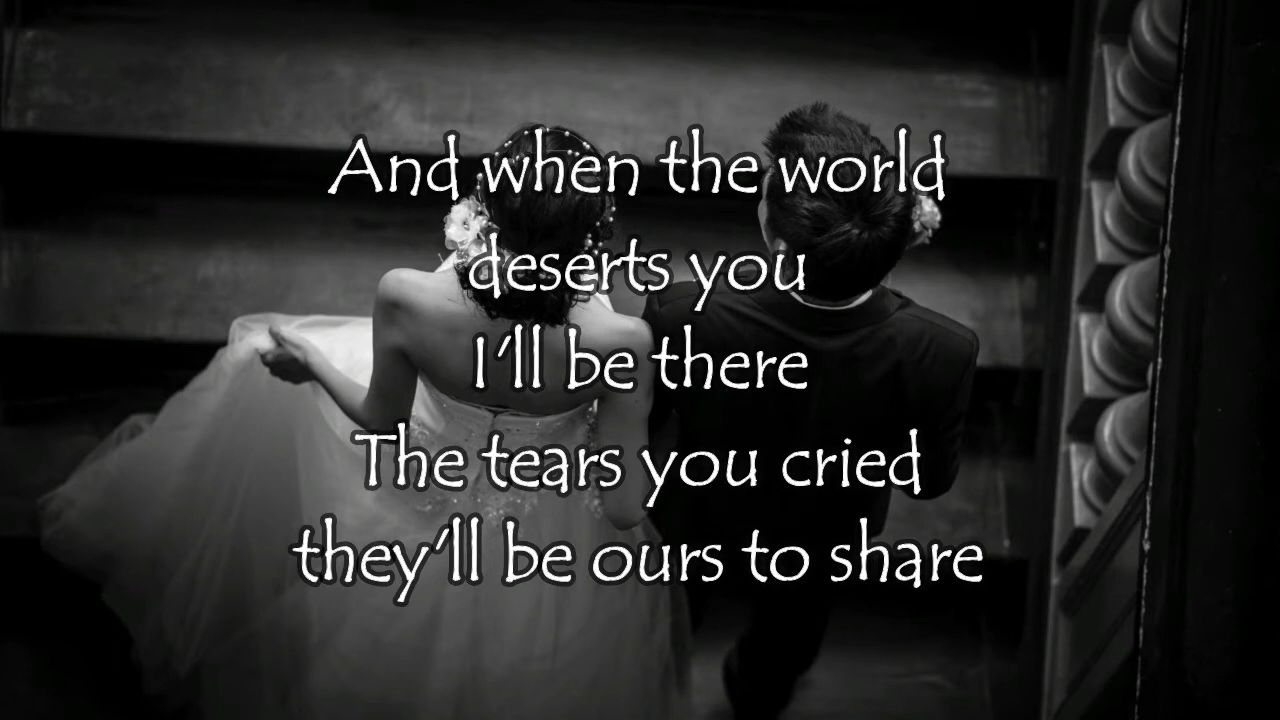 And when the world
deserts you
I'll be there
The tears you cried
they'll be ours to share